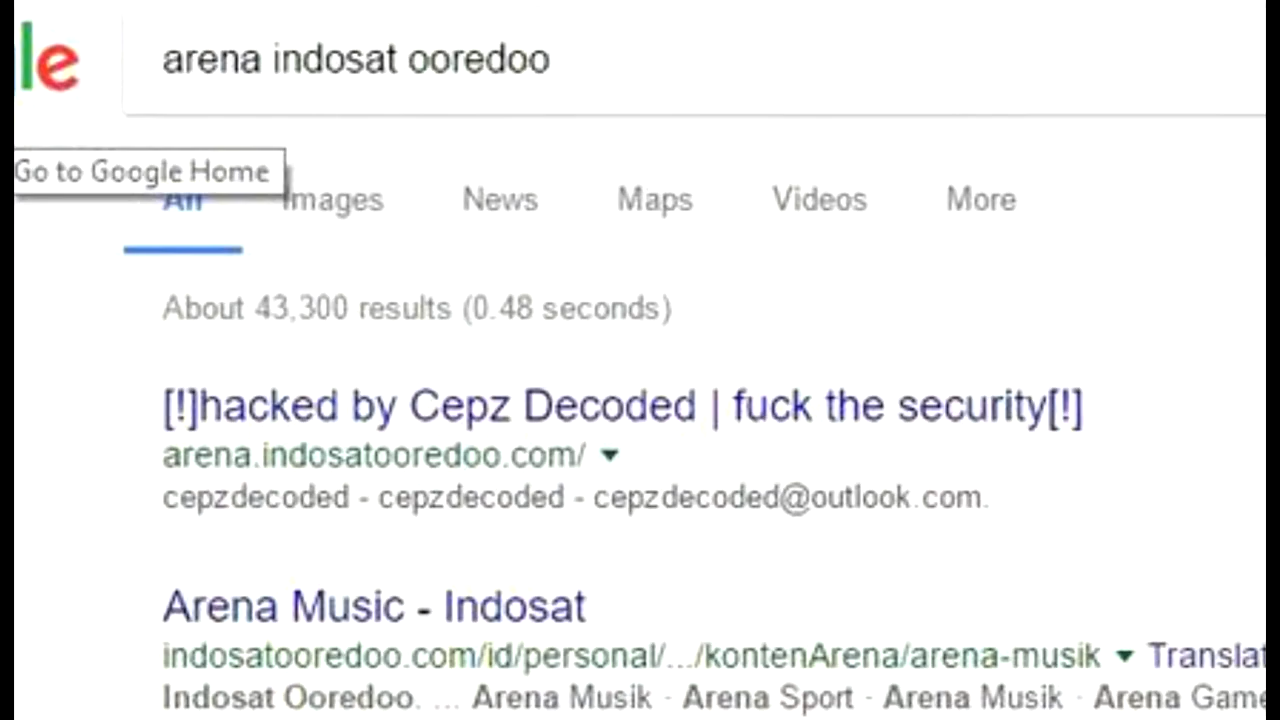 le arena indosat ooredoo
Go to Google Home
All Images News Maps Videos More
About 43,300 results (0.48 seconds)
[!]hacked by Cepz Decoded | fuck the security[!]
arena.indosatooredoo.com/
cepzdecoded - cepzdecoded - cepzdecoded@outlook.com.
Arena Music - Indosat
indosatooredoo.com/id/personal/.../kontenArena/arena-musik Translat
Indosat Ooredoo. ... Arena Musik · Arena Sport · Arena Musik · Arena Game